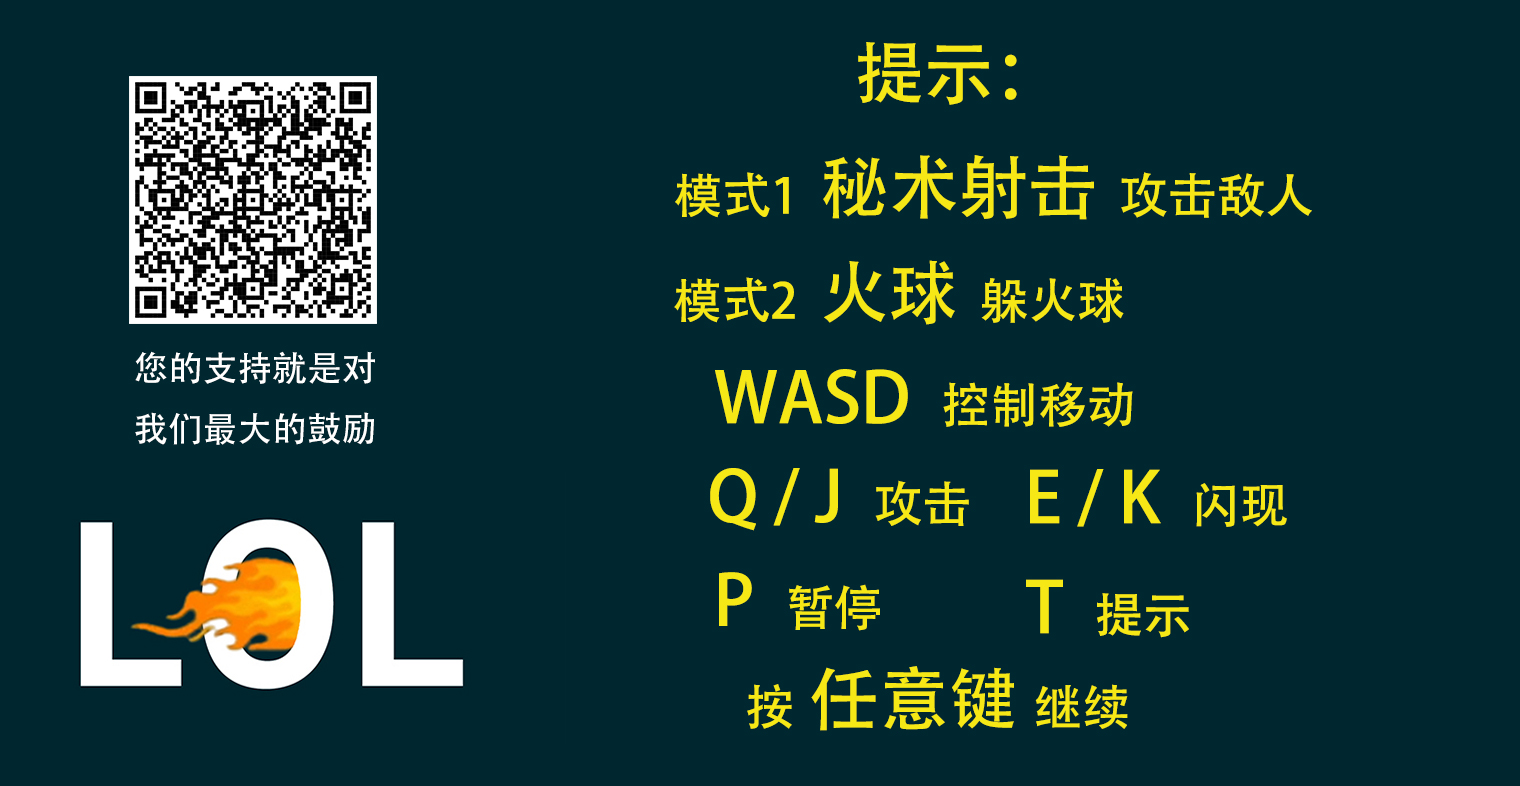 您的支持就是对
我们最大的鼓励
LOL
提示：
模式1 秘术射击 攻击敌人
模式2 火球 躲火球
WASD 控制移动
Q / J 攻击 E / K 闪现
P 暂停 T 提示
按 任意键 继续